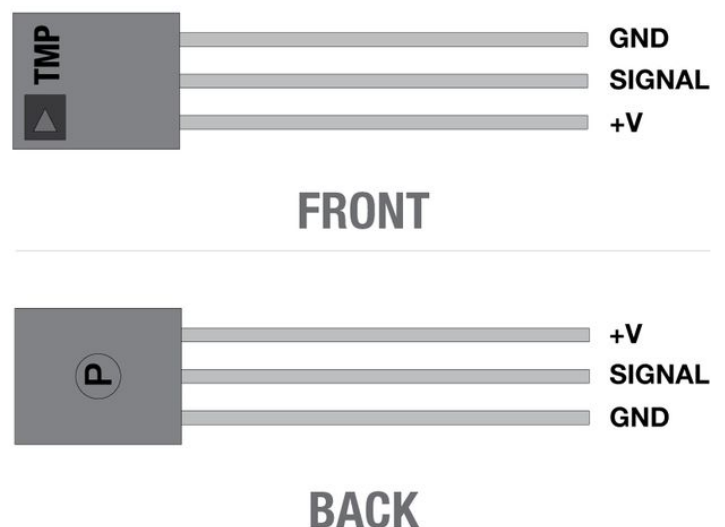 TMP
GND
SIGNAL
+V
FRONT
+V
P
SIGNAL
GND
BACK